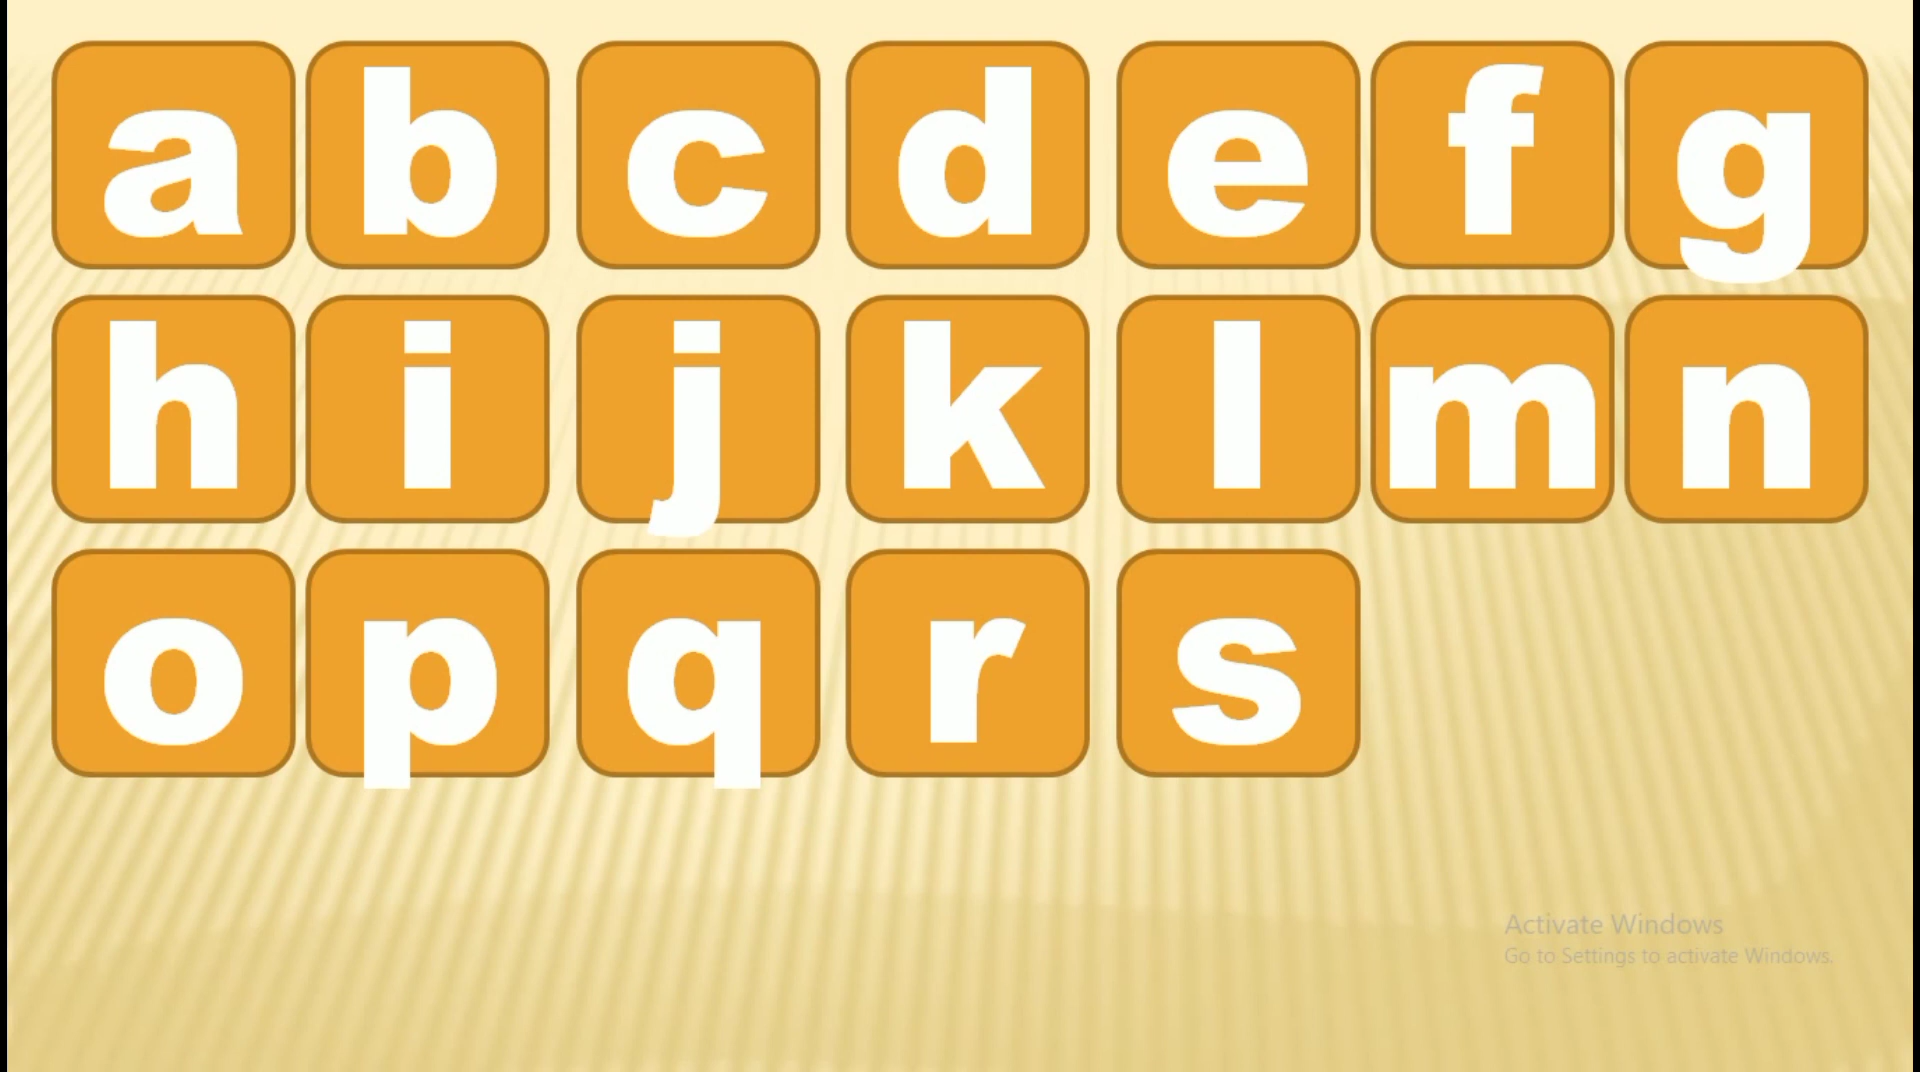 a b c d e f g
h i j k l m n
o p q r s
Activate Windows
Go to Settings to activate Windows.